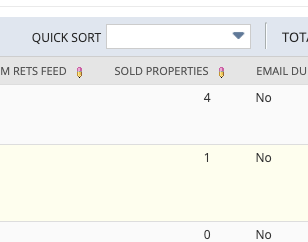 QUICK SORT TOTA
M RETS FEED SOLD PROPERTIES EMAIL DU
4 No
1 No
0 No